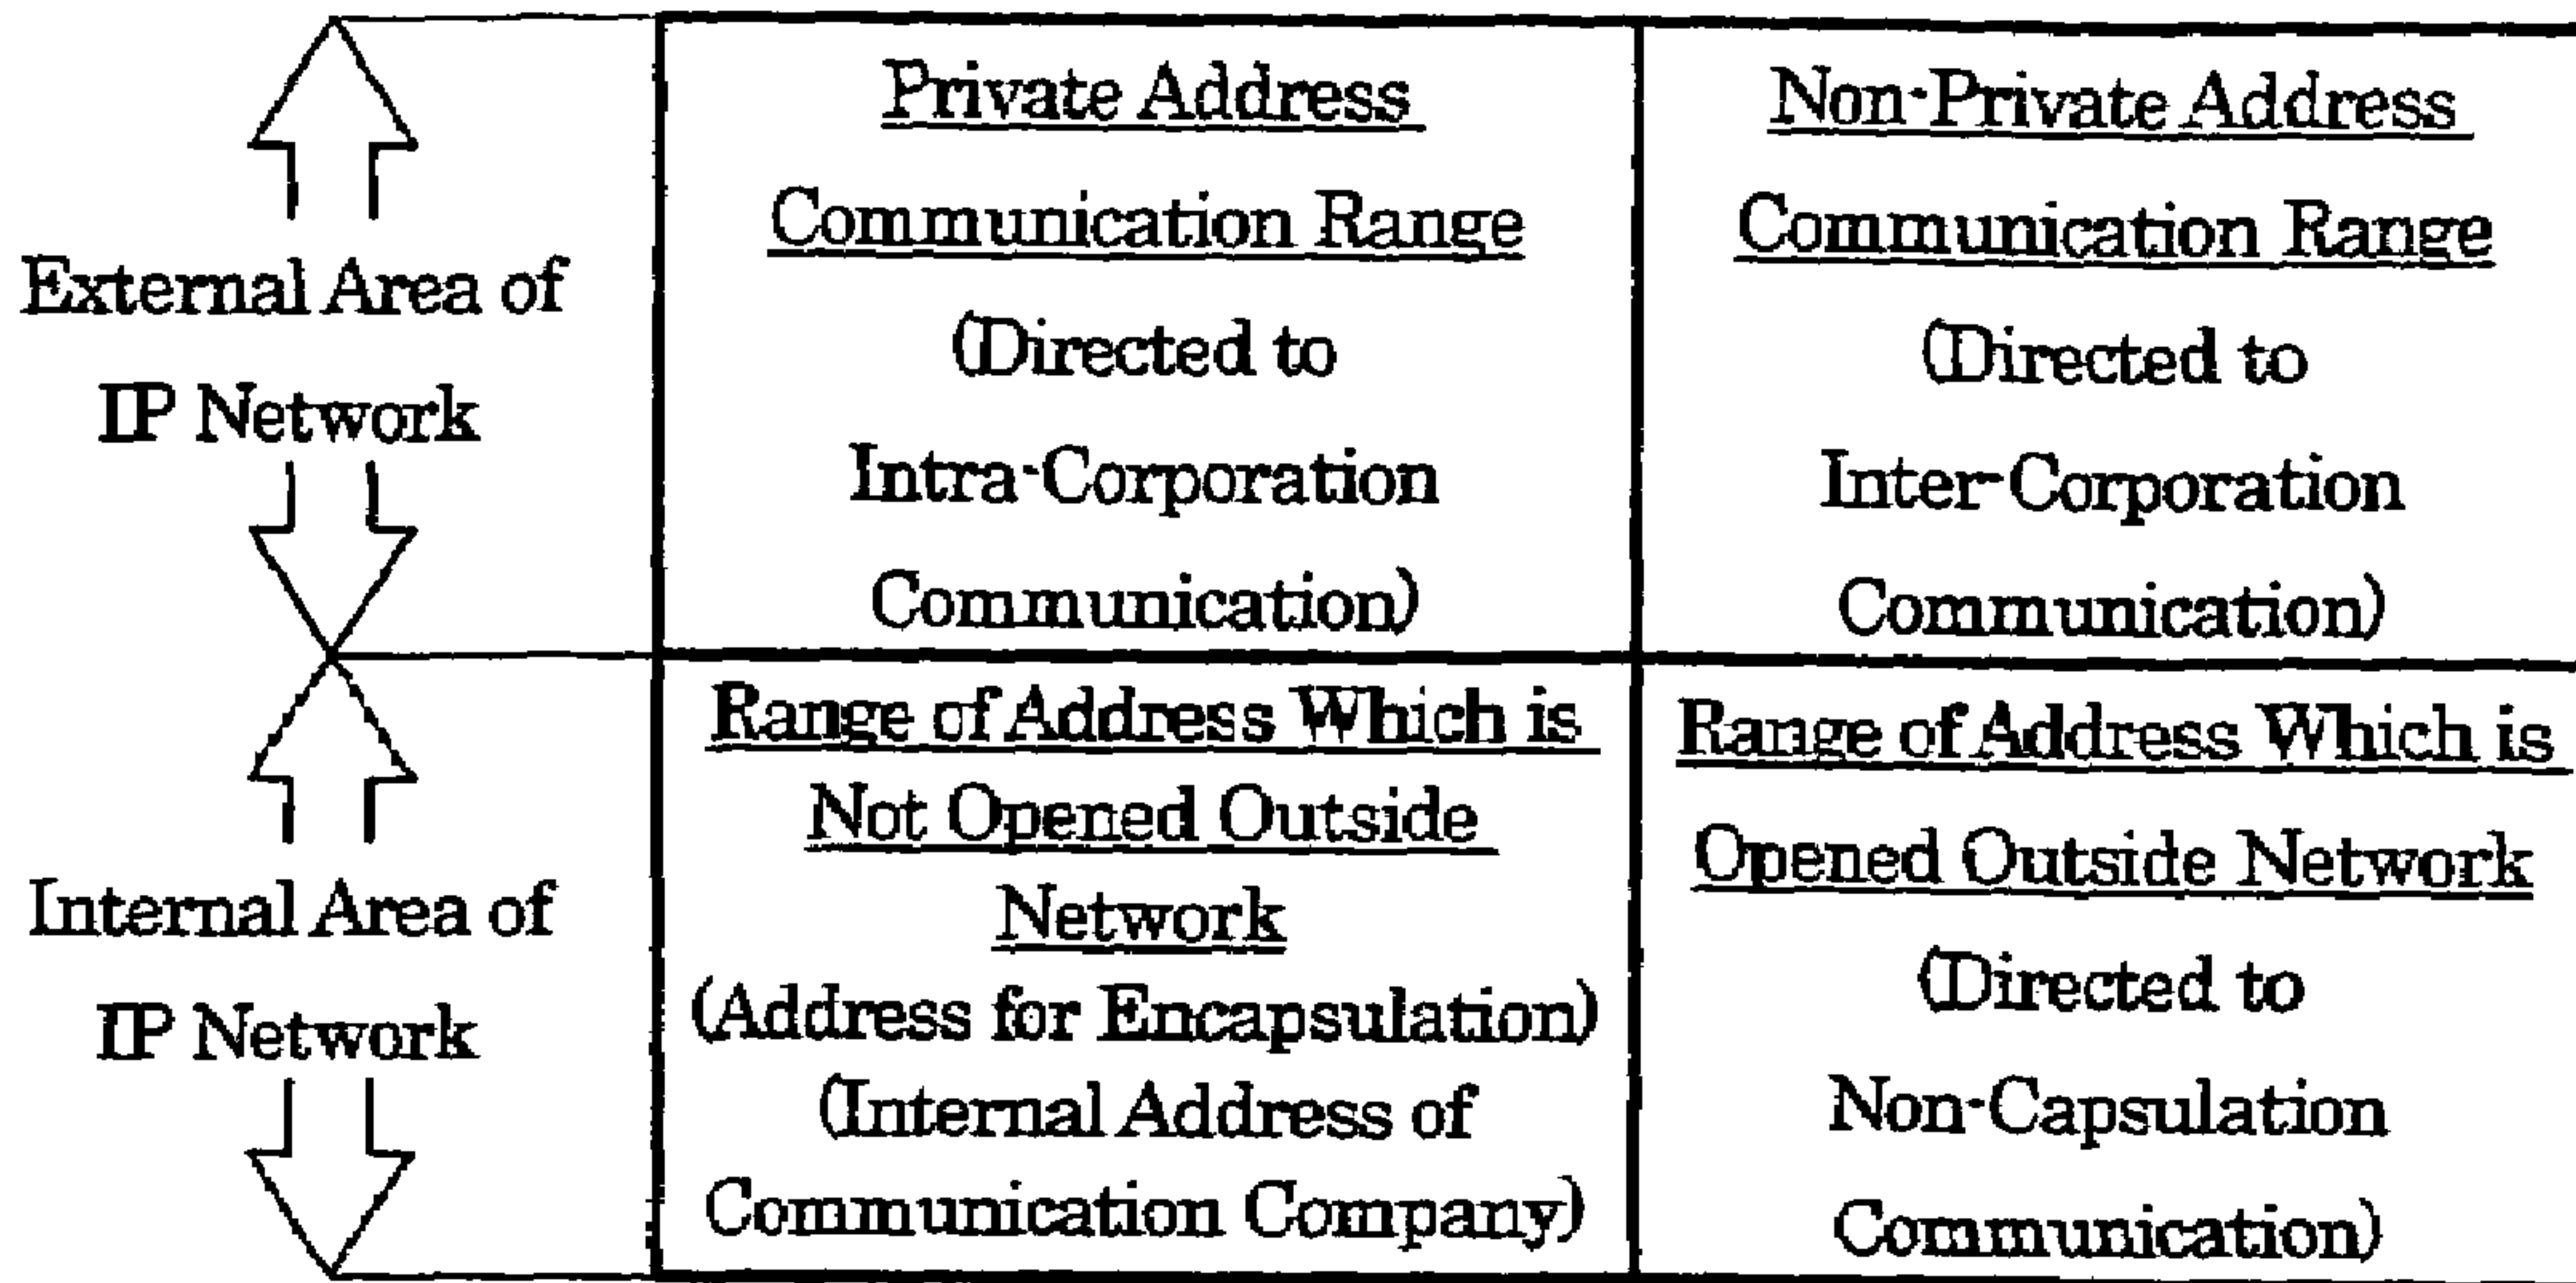 External Area of
IP Network
Private Address
Communication Range
(Directed to
Intra-Corporation
Communication)
Non-Private Address
Communication Range
(Directed to
Inter-Corporation
Communication)
Internal Area of
IP Network
Range of Address Which is
Not Opened Outside
Network
(Address for Encapsulation)
(Internal Address of
Communication Company)
Range of Address Which is
Opened Outside Network
(Directed to
Non-Capsulation
Communication)